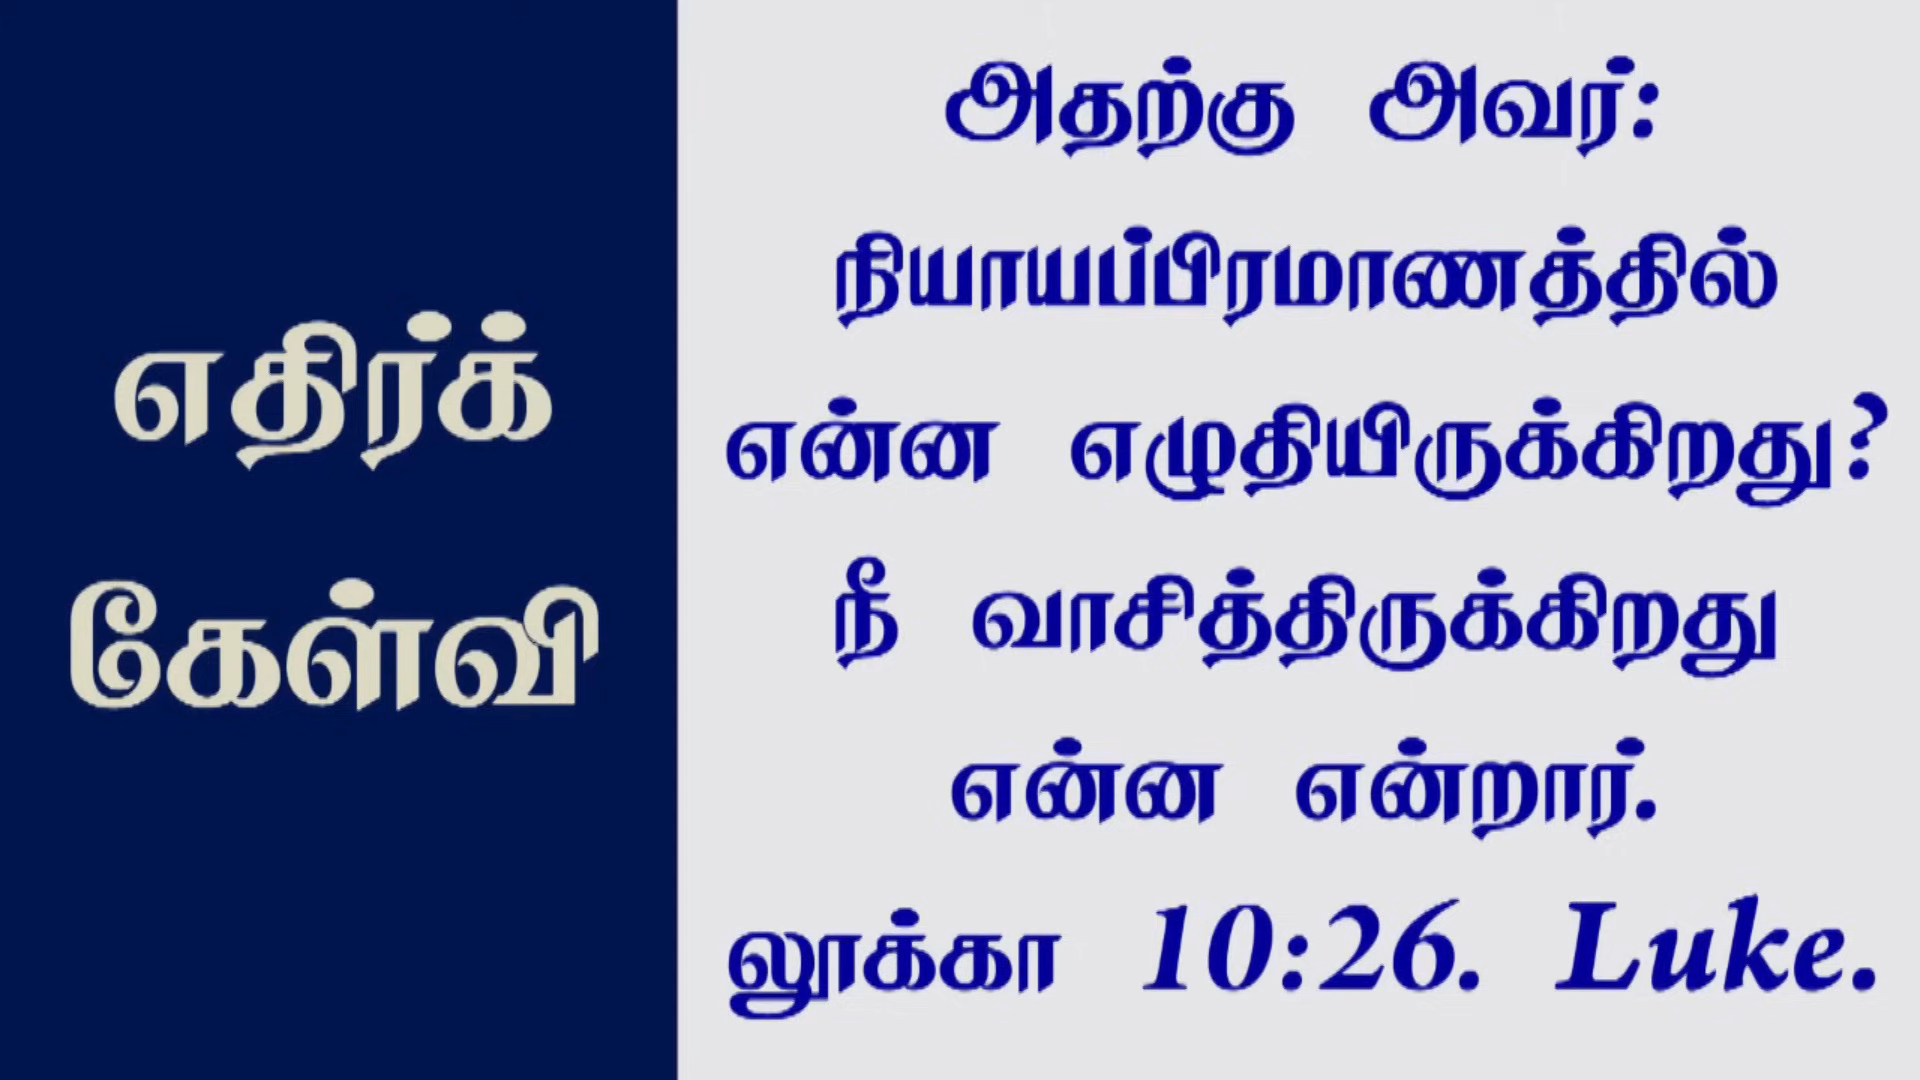 எதிர்க்
கேள்வி
அதற்கு அவர்:
நியாயப்பிரமாணத்தில்
என்ன எழுதியிருக்கிறது?
நீ வாசித்திருக்கிறது
என்ன என்றார்.
லூக்கா 10:26. Luke.